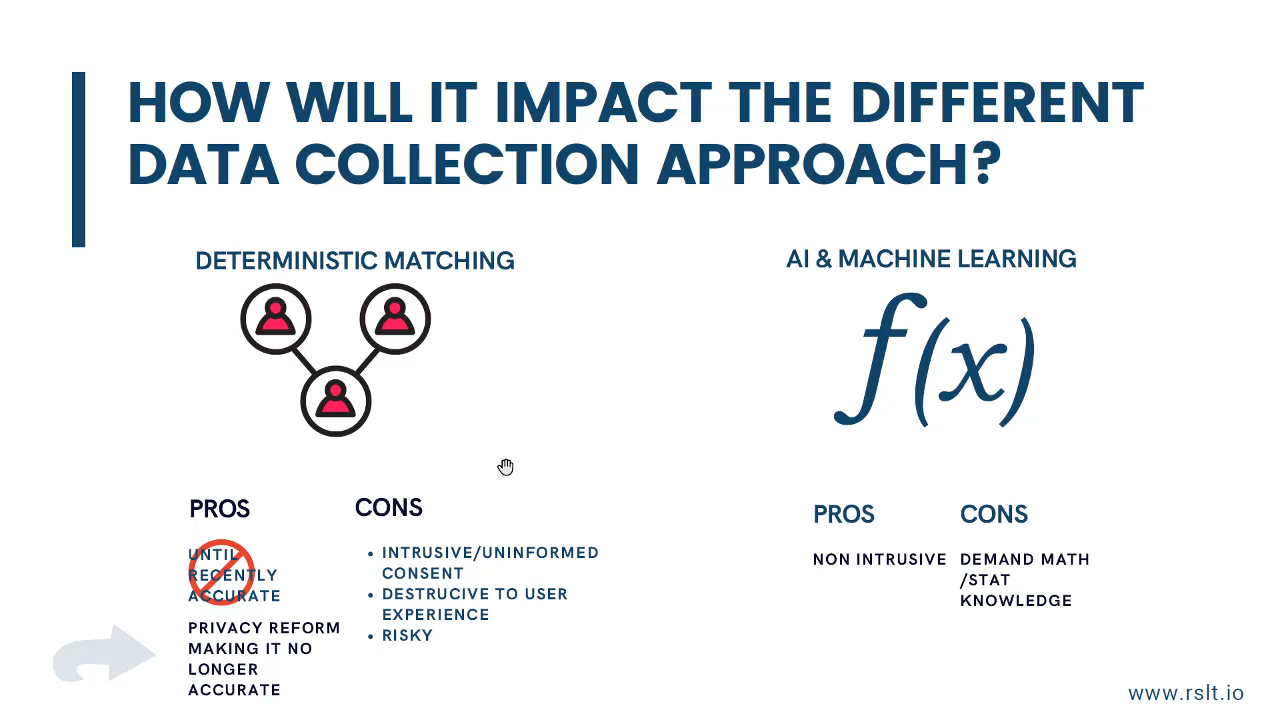 HOW WILL IT IMPACT THE DIFFERENT
DATA COLLECTION APPROACH?
DETERMINISTIC MATCHING
f(x)
PROS
CONS
UNTIL
RECENTLY
ACCURATE
PRIVACY REFORM
MAKING IT NO
LONGER
ACCURATE
• INTRUSIVE/UNINFORMED
CONSENT
• DESTRUCIVE TO USER
EXPERIENCE
• RISKY
AI & MACHINE LEARNING
PROS
CONS
NON INTRUSIVE
DEMAND MATH
/STAT
KNOWLEDGE
www.rslt.io